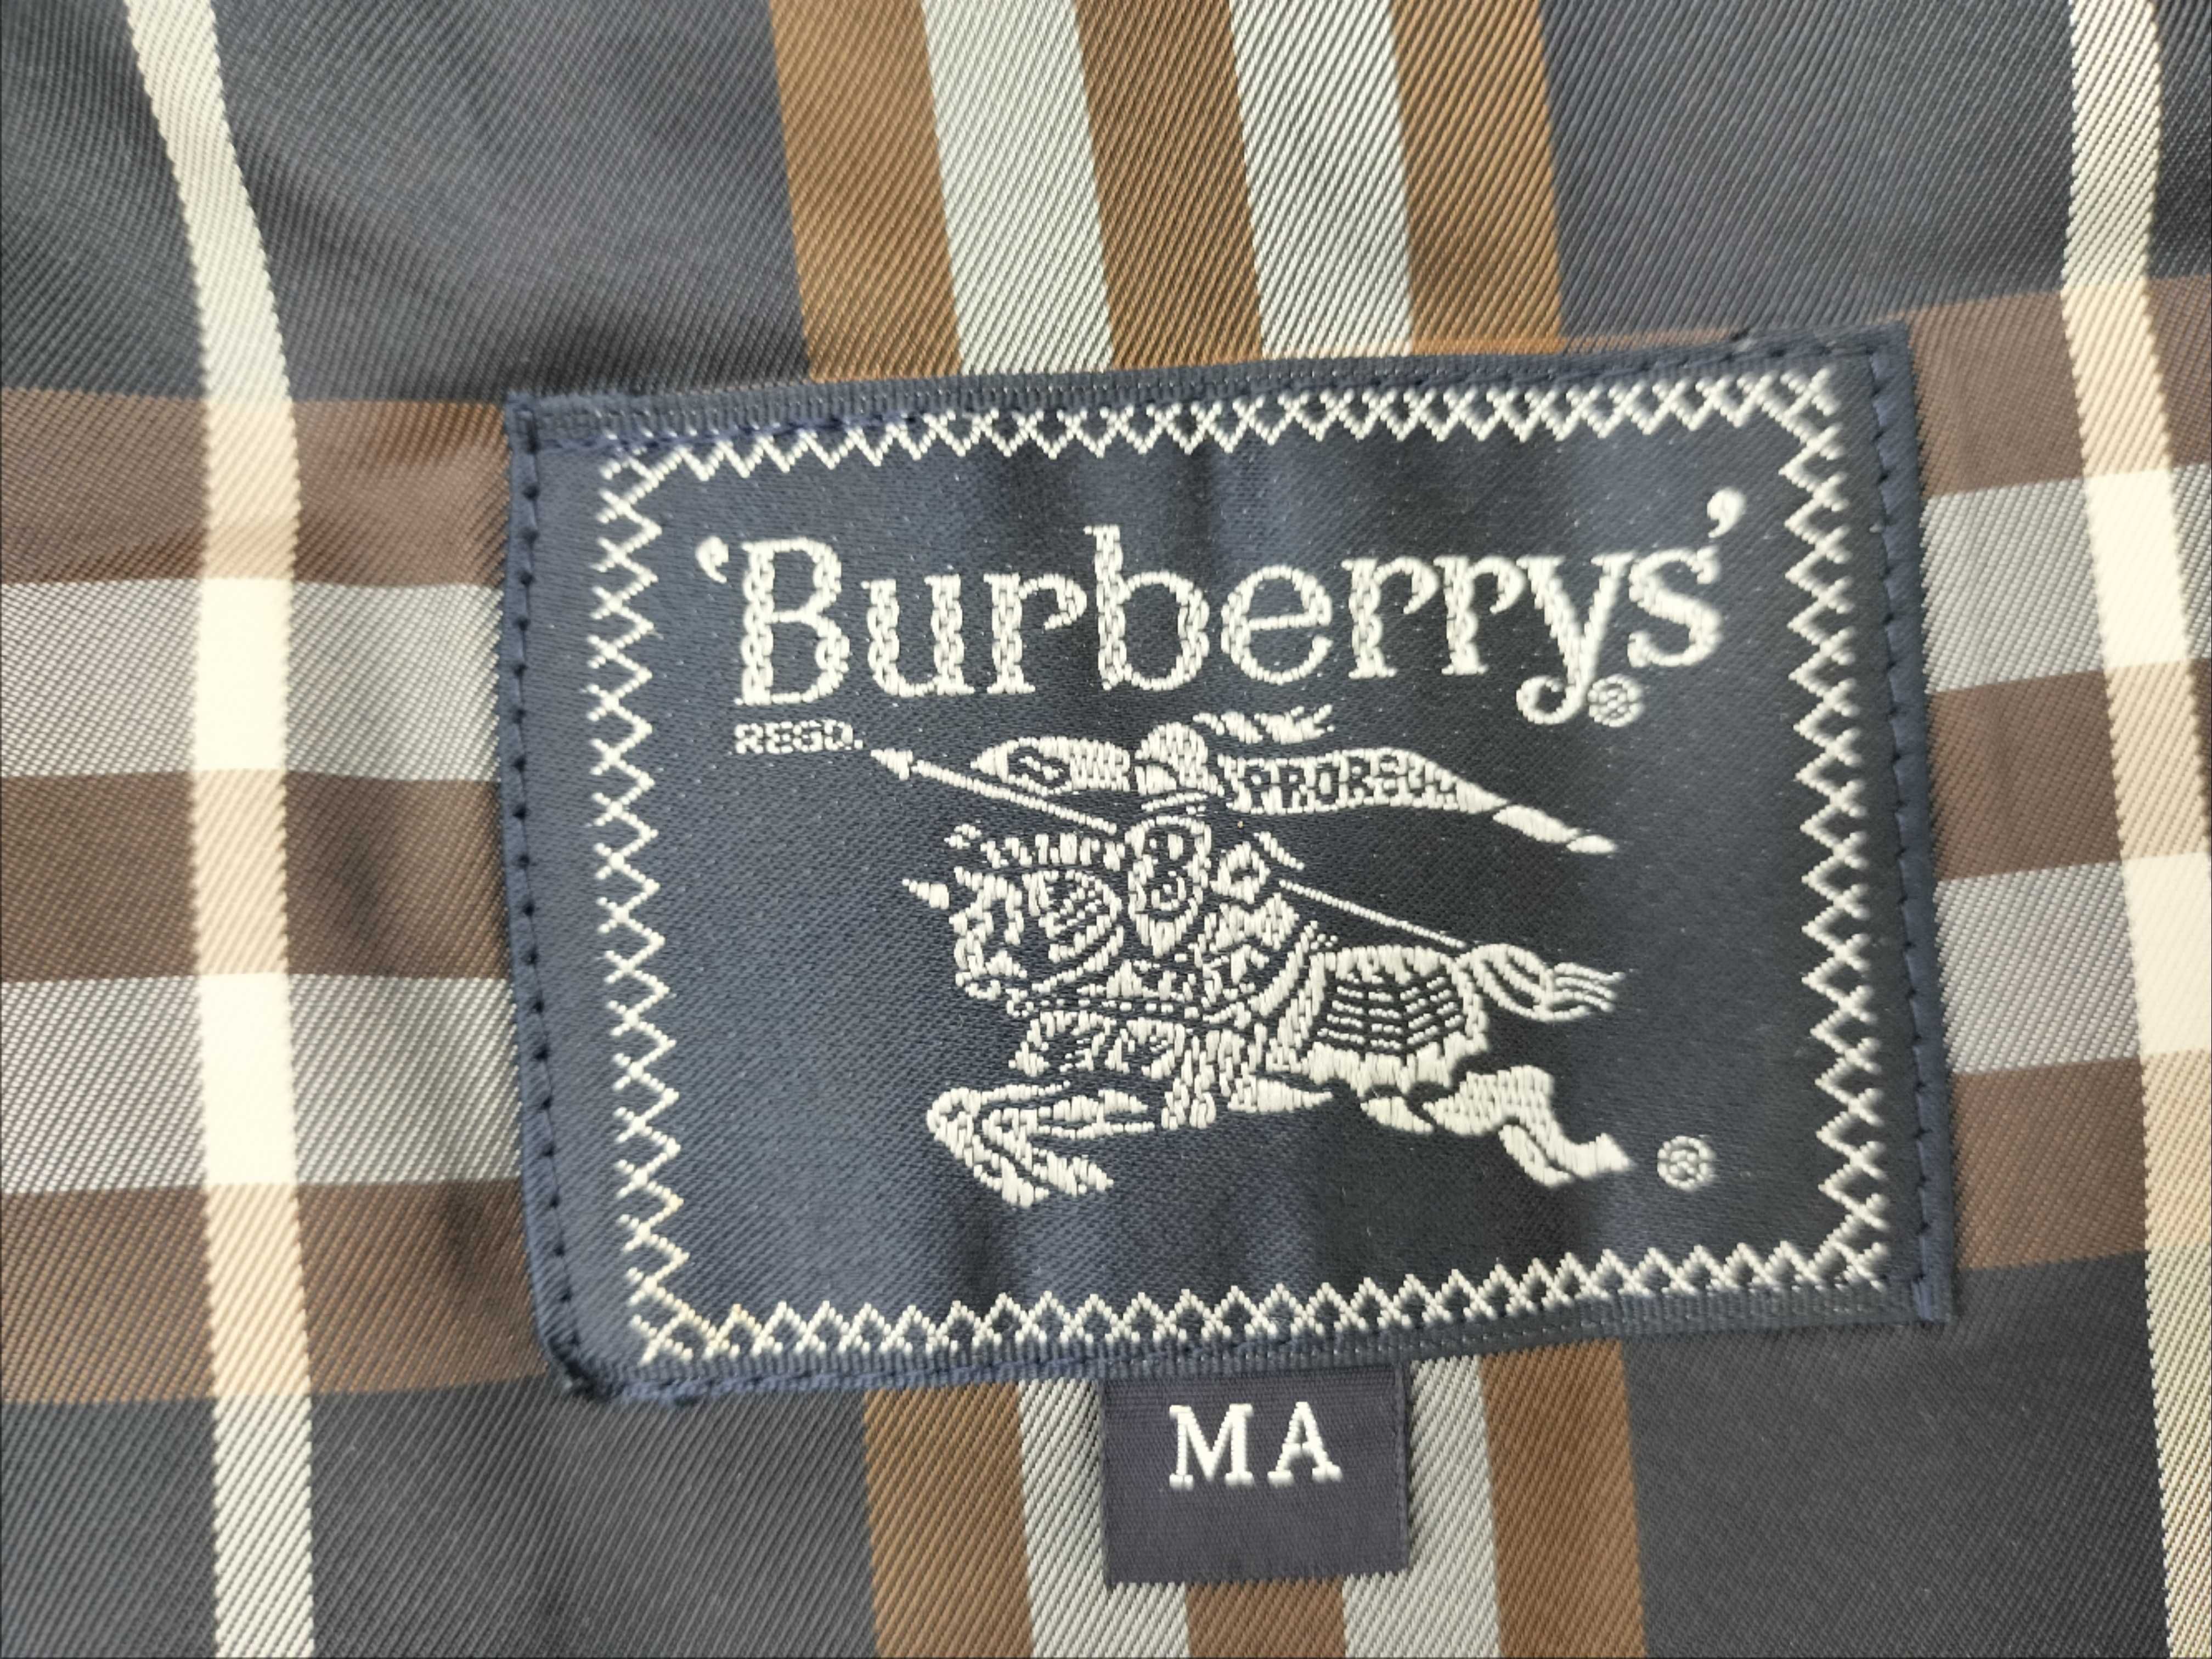 ‘Burberrys’®
REGD.
PRORSUM
®
MA